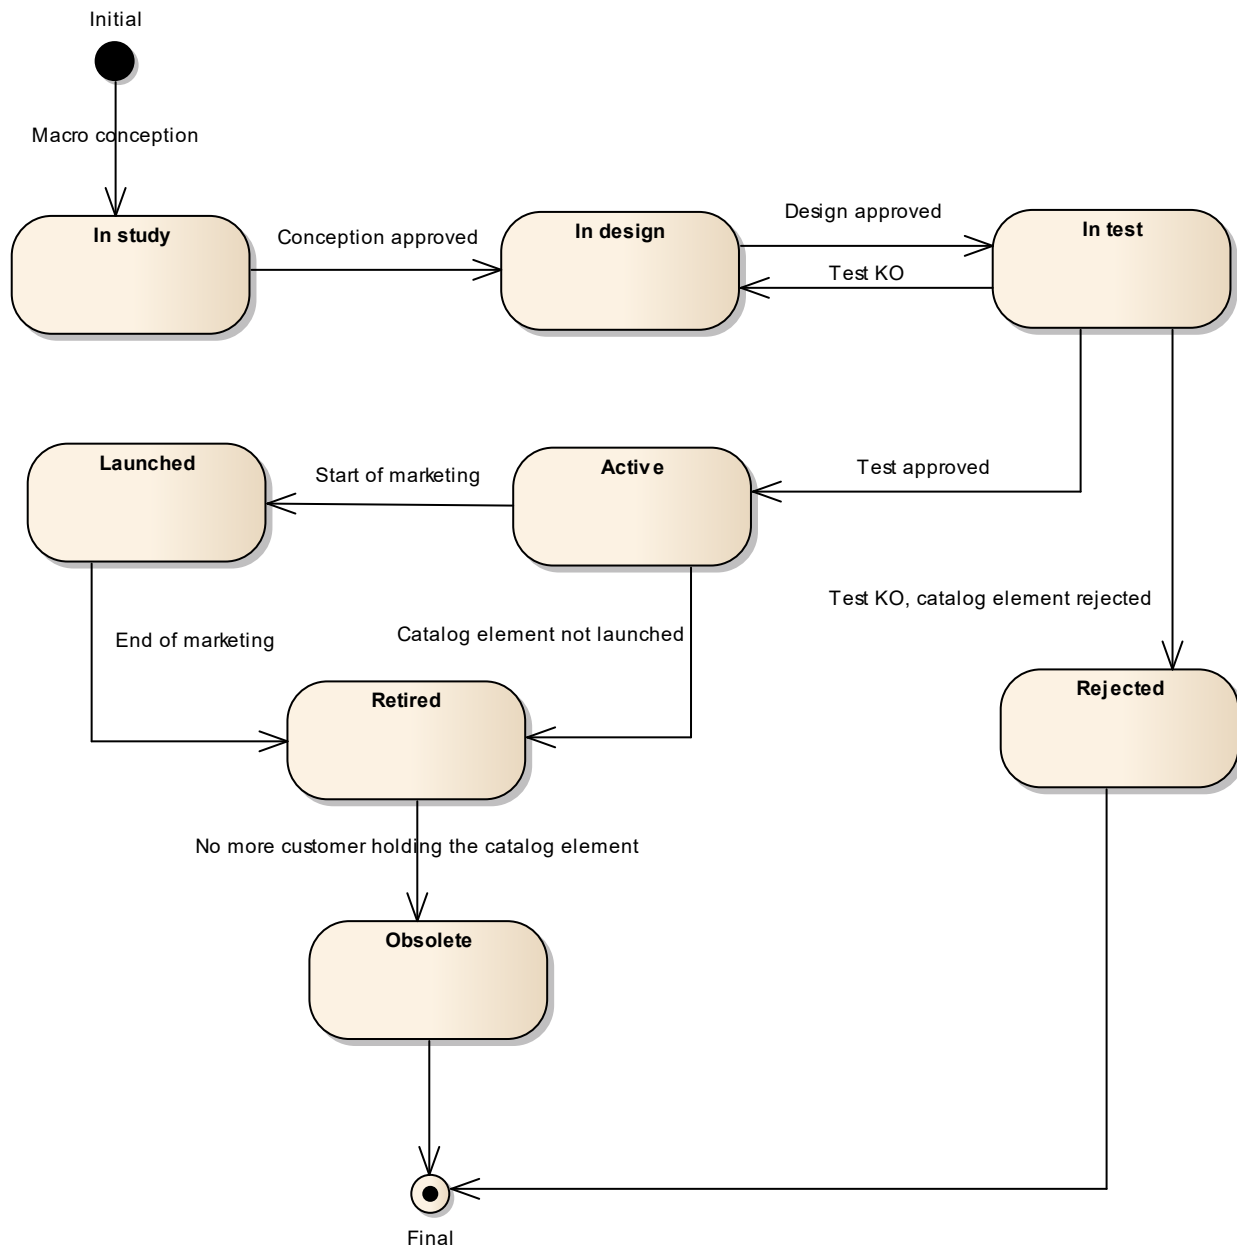 Initial
Macro conception
In study
Conception approved
In design
Design approved
Test KO
In test
Launched
Start of marketing
Active
Test approved
Test KO, catalog element rejected
End of marketing
Catalog element not launched
Retired
Rejected
No more customer holding the catalog element
Obsolete
Final